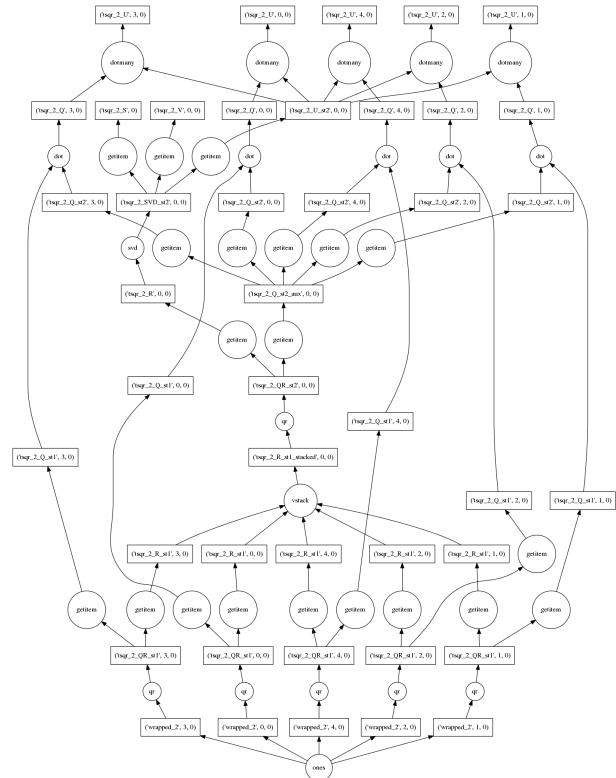 ('tsqr_2_U', 3, 0) ('tsqr_2_U', 0, 0) ('tsqr_2_U', 4, 0) ('tsqr_2_U', 2, 0) ('tsqr_2_U', 1, 0)
dotmany dotmany dotmany dotmany dotmany
('tsqr_2_Q', 3, 0) ('tsqr_2_S', 0, 0) ('tsqr_2_V', 0, 0) ('tsqr_2_Q', 0, 0) ('tsqr_2_U_st2', 0, 0) ('tsqr_2_Q', 4, 0) ('tsqr_2_Q', 2, 0) ('tsqr_2_Q', 1, 0)
dot getitem getitem getitem dot dot dot dot
('tsqr_2_Q_st2', 3, 0) ('tsqr_2_SVD_st2', 0, 0) ('tsqr_2_Q_st2', 0, 0) ('tsqr_2_Q_st2', 4, 0) ('tsqr_2_Q_st2', 2, 0) ('tsqr_2_Q_st2', 1, 0)
svd getitem getitem getitem getitem getitem
('tsqr_2_R', 0, 0) ('tsqr_2_Q_st2_aux', 0, 0)
getitem getitem
('tsqr_2_Q_st1', 0, 0) ('tsqr_2_QR_st2', 0, 0)
qr ('tsqr_2_Q_st1', 4, 0)
('tsqr_2_Q_st1', 3, 0) ('tsqr_2_R_st1_stacked', 0, 0)
vstack ('tsqr_2_Q_st1', 2, 0) ('tsqr_2_Q_st1', 1, 0)
('tsqr_2_R_st1', 3, 0) ('tsqr_2_R_st1', 0, 0) ('tsqr_2_R_st1', 4, 0) ('tsqr_2_R_st1', 2, 0) ('tsqr_2_R_st1', 1, 0) getitem
getitem getitem getitem getitem getitem getitem getitem getitem getitem
('tsqr_2_QR_st1', 3, 0) ('tsqr_2_QR_st1', 0, 0) ('tsqr_2_QR_st1', 4, 0) ('tsqr_2_QR_st1', 2, 0) ('tsqr_2_QR_st1', 1, 0)
qr qr qr qr qr
('wrapped_2', 3, 0) ('wrapped_2', 0, 0) ('wrapped_2', 4, 0) ('wrapped_2', 2, 0) ('wrapped_2', 1, 0)
ones